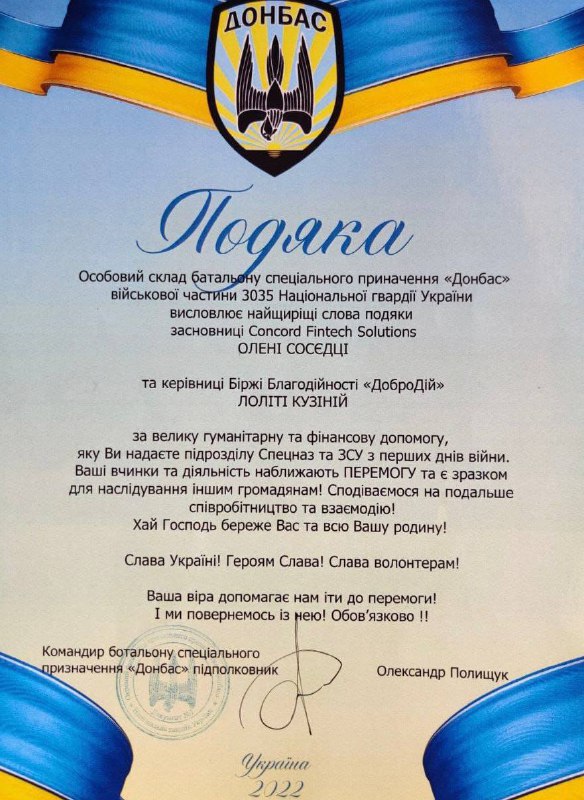 ДОНБАС
Подяка
Особовий склад батальону спеціального приначення «Донбас»
військової частини 3035 Національної гвардії України
висловлює найщиріщі слова подяки
засновниці Concord Fintech Solutions
ОЛЕНІ СОСЄДЦІ
та керівниці Біржі Благодійності «ДоброДій»
ЛОЛІТІ КУЗІНІЙ
за велику гуманітарну та фінансову допомогу,
яку Ви надаєте підрозділу Спецназ та ЗСУ з перших днів війни.
Ваші вчинки та діяльність наближають ПЕРЕМОГУ та є зразком
для наслідування іншим громадянам! Сподіваємося на подальше
співробітництво та взаємодію!
Хай Господь береже Вас та всю Вашу родину!
Слава Україні! Героям Слава! Слава волонтерам!
Ваша віра допомагає нам іти до перемоги!
І ми повернемось із нею! Обов’язково !!
Командир ботальону спеціального
призначення «Донбас» підполковник
Олександр Полищук
Україна
2022